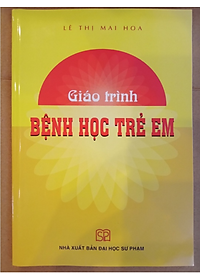 LÊ THỊ MAI HOA
Giáo trình
BỆNH HỌC TRẺ EM
NHÀ XUẤT BẢN ĐẠI HỌC SƯ PHẠM